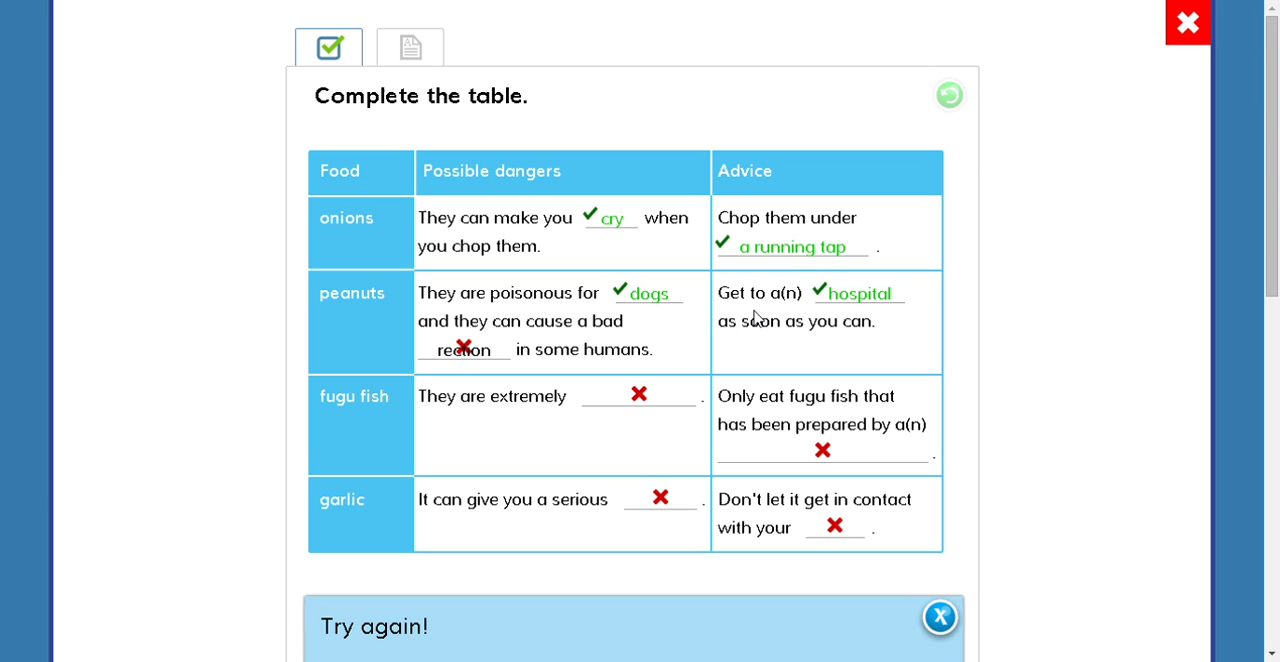 Complete the table.
Food Possible dangers Advice
onions They can make you cry when Chop them under
you chop them. a running tap .
peanuts They are poisonous for dogs Get to a(n) hospital
and they can cause a bad as soon as you can.
rection in some humans.
fugu fish They are extremely . Only eat fugu fish that
has been prepared by a(n)
.
garlic It can give you a serious . Don't let it get in contact
with your .
Try again!
X